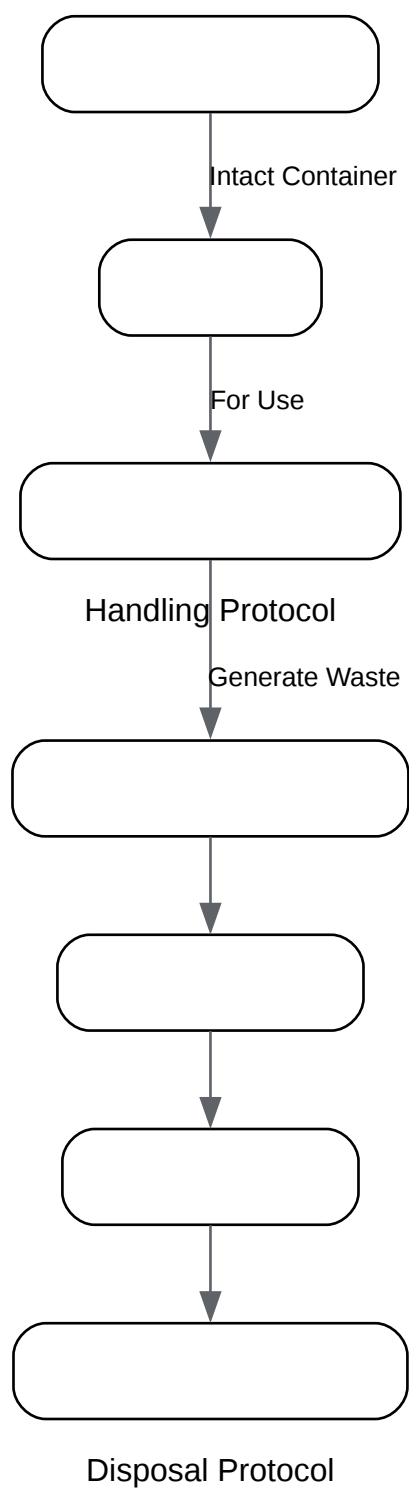 Intact Container
For Use
Handling Protocol
Generate Waste
Disposal Protocol